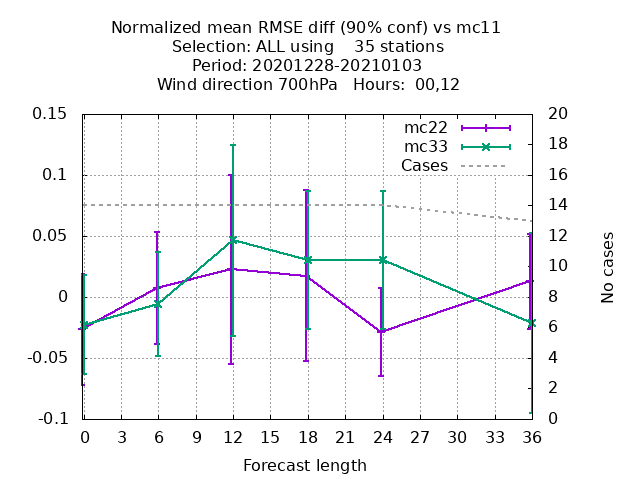 Normalized mean RMSE diff (90% conf) vs mc11
Selection: ALL using    35 stations
Period: 20201228-20210103
Wind direction 700hPa   Hours:  00,12
0.15
0.1
0.05
0
-0.05
-0.1
20
18
16
14
12
10
8
6
4
2
0
mc22
mc33
Cases
No cases
0 3 6 9 12 15 18 21 24 27 30 33 36
Forecast length